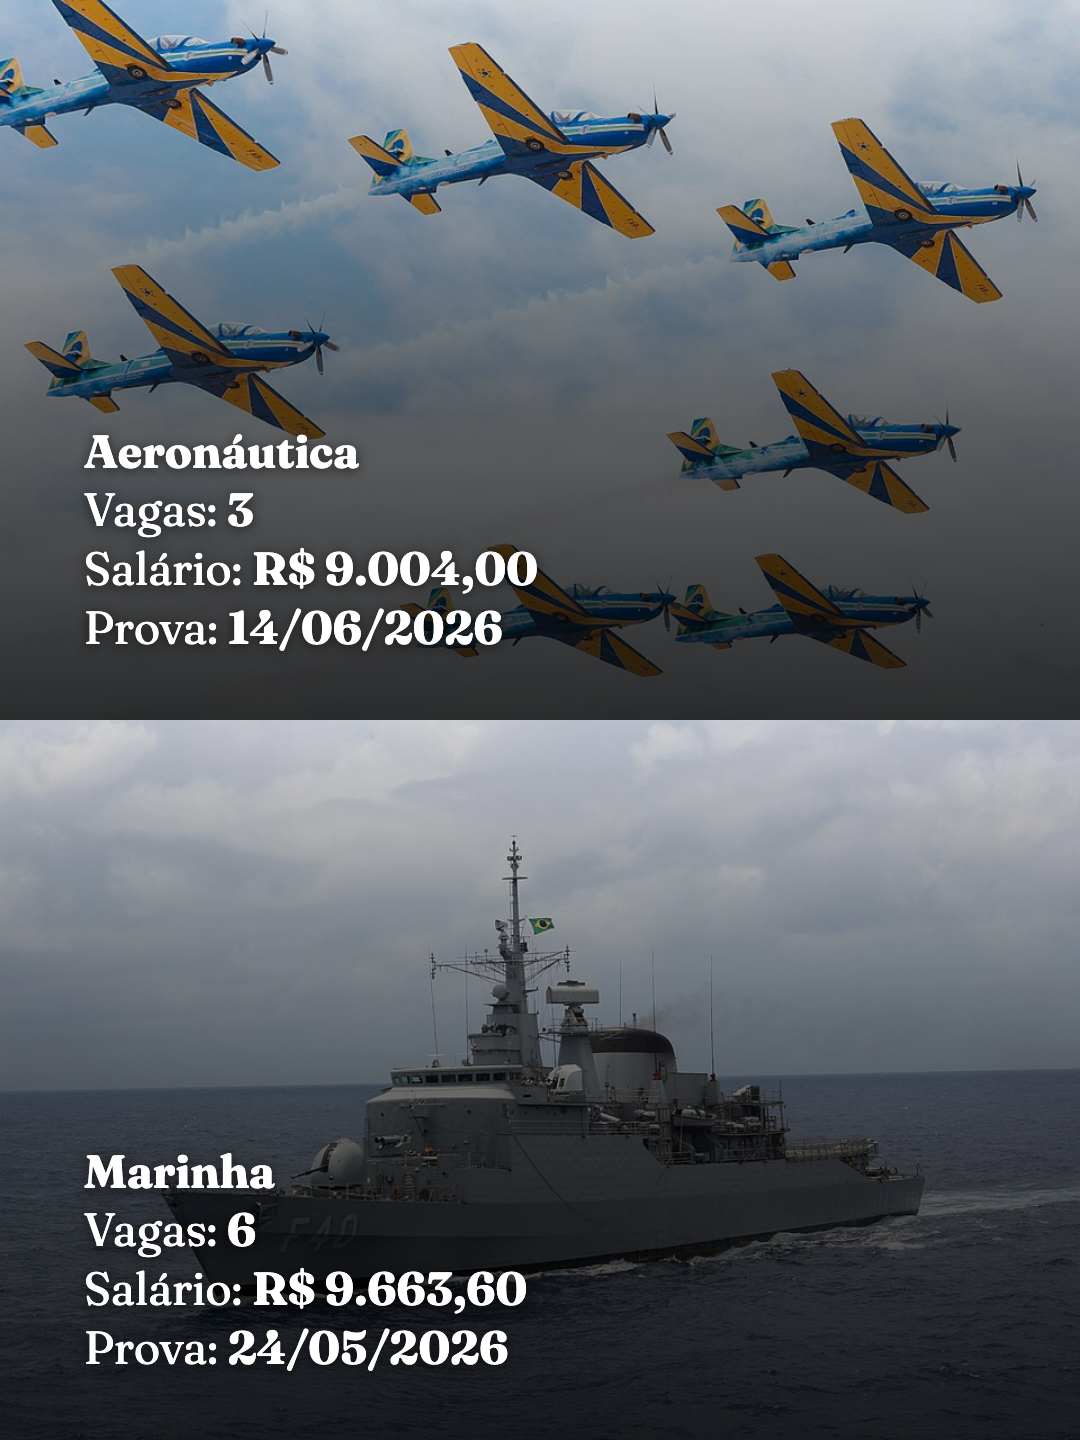 Aeronáutica
Vagas: 3
Salário: R$ 9.004,00
Prova: 14/06/2026
Marinha
Vagas: 6
F40
Salário: R$ 9.663,60
Prova: 24/05/2026